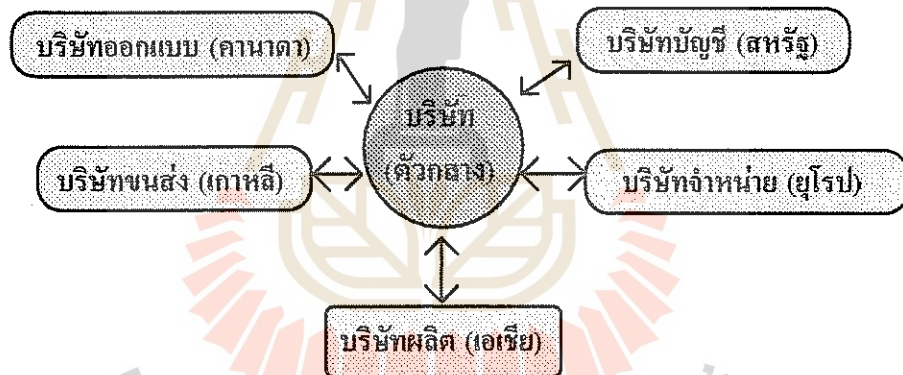 บริษัทออกแบบ (คานาดา)
บริษัทบัญชี (สหรัฐ)
บริษัท
(ตัวกลาง)
บริษัทขนส่ง (เกาหลี)
บริษัทจำหน่าย (ยุโรป)
บริษัทผลิต (เอเชีย)